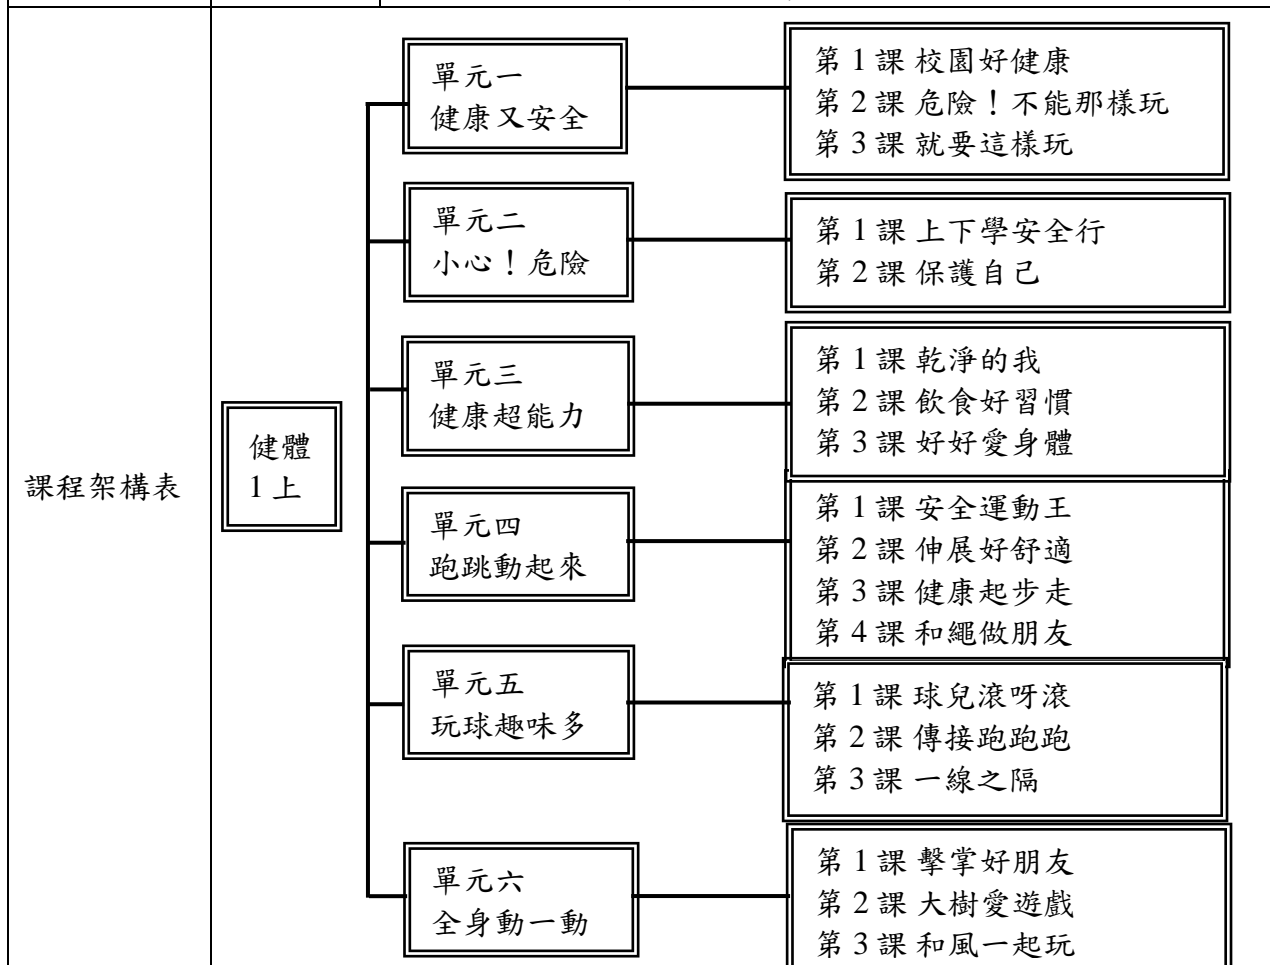 課程架構表
健體
1上
單元一
健康又安全
第1課 校園好健康
第2課 危險！不能那樣玩
第3課 就要這樣玩
單元二
小心！危險
第1課 上下學安全行
第2課 保護自己
單元三
健康超能力
第1課 乾淨的我
第2課 飲食好習慣
第3課 好好愛身體
單元四
跑跳動起來
第1課 安全運動王
第2課 伸展好舒適
第3課 健康起步走
第4課 和繩做朋友
單元五
玩球趣味多
第1課 球兒滾呀滾
第2課 傳接跑跑跑
第3課 一線之隔
單元六
全身動一動
第1課 擊掌好朋友
第2課 大樹愛遊戲
第3課 和風一起玩